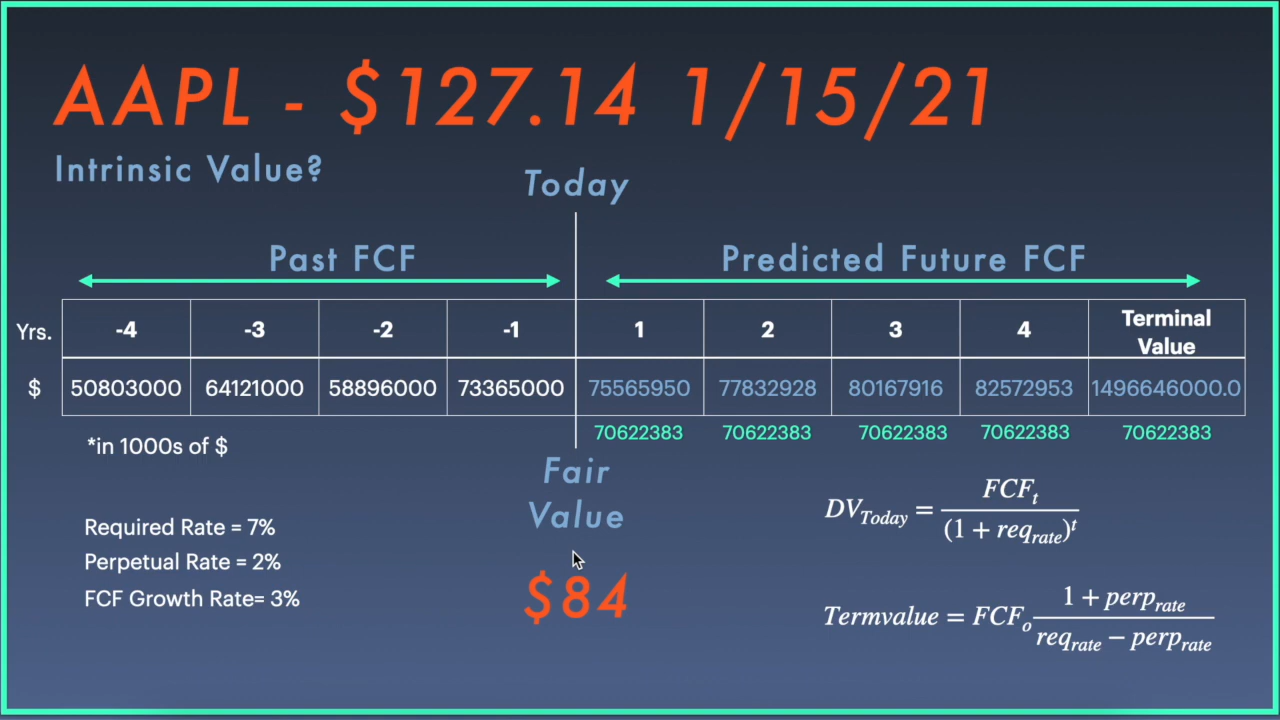 AAPL - $127.14 1/15/21
Intrinsic Value?
Today
Past FCF
Predicted Future FCF
Yrs. -4 -3 -2 -1 1 2 3 4 Terminal Value
$ 50803000 64121000 58896000 73365000 75565950 77832928 80167916 82572953 1496646000.0
70622383 70622383 70622383 70622383 70622383
*in 1000s of $
Fair
Value
$84
Required Rate = 7%
Perpetual Rate = 2%
FCF Growth Rate= 3%
DV_Today = FCF_t / (1 + req_rate)^t
Termvalue = FCF_o (1 + perp_rate) / (req_rate − perp_rate)